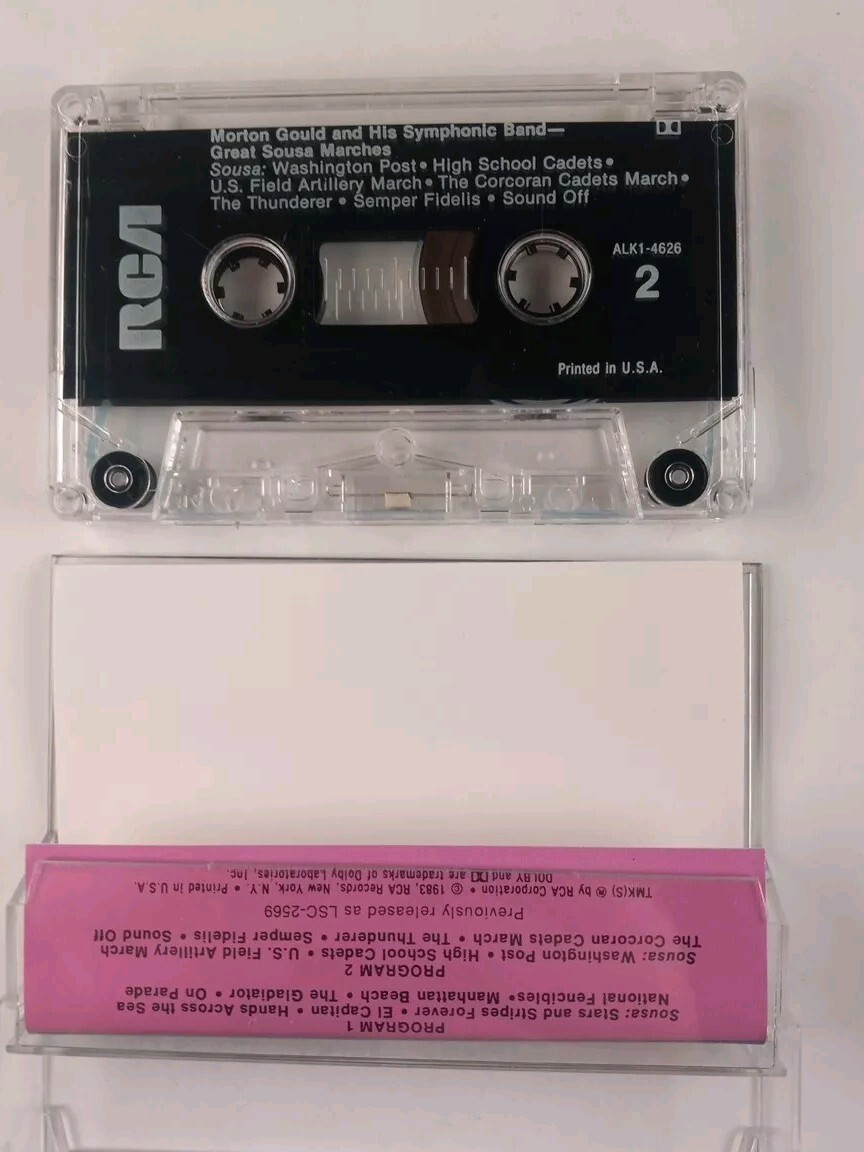 Morton Gould and His Symphonic Band—
Great Sousa Marches
Sousa: Washington Post • High School Cadets •
U.S. Field Artillery March • The Corcoran Cadets March •
The Thunderer • Semper Fidelis • Sound Off
RCA
ALK1-4626
2
Printed in U.S.A.
PROGRAM 1
Sousa: Stars and Stripes Forever • El Capitan • Hands Across the Sea
National Fencibles • Manhattan Beach • The Gladiator • On Parade
PROGRAM 2
Sousa: Washington Post • High School Cadets • U.S. Field Artillery March
The Corcoran Cadets March • The Thunderer • Semper Fidelis • Sound Off
Previously released as LSC-2569
TMK(S) ® by RCA Corporation • © 1983, RCA Records, New York, N.Y. • Printed in U.S.A.
DOLBY and are trademarks of Dolby Laboratories, Inc.